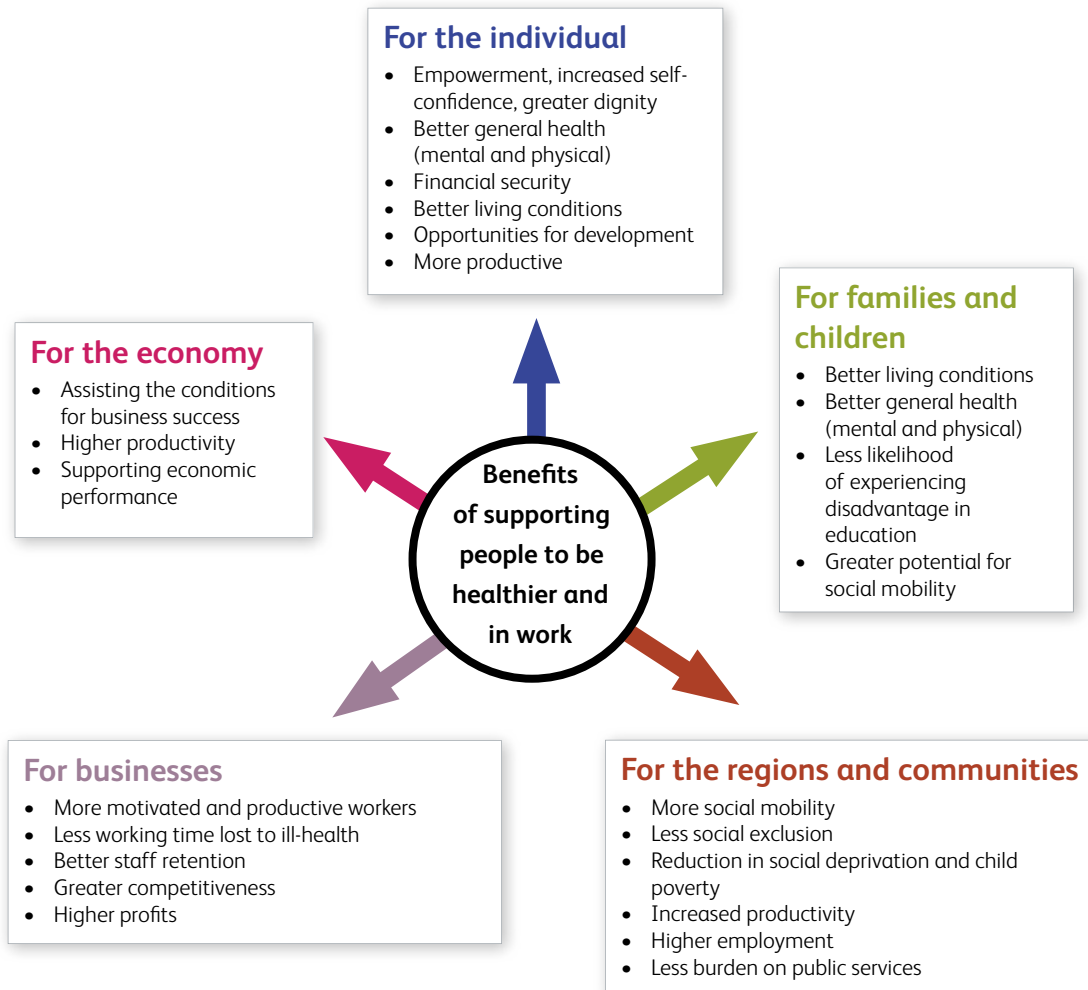 For the individual
• Empowerment, increased self-
confidence, greater dignity
• Better general health
(mental and physical)
• Financial security
• Better living conditions
• Opportunities for development
• More productive
For families and
children
• Better living conditions
• Better general health
(mental and physical)
• Less likelihood
of experiencing
disadvantage in
education
• Greater potential for
social mobility
For the economy
• Assisting the conditions
for business success
• Higher productivity
• Supporting economic
performance
Benefits
of supporting
people to be
healthier and
in work
For businesses
• More motivated and productive workers
• Less working time lost to ill-health
• Better staff retention
• Greater competitiveness
• Higher profits
For the regions and communities
• More social mobility
• Less social exclusion
• Reduction in social deprivation and child
poverty
• Increased productivity
• Higher employment
• Less burden on public services